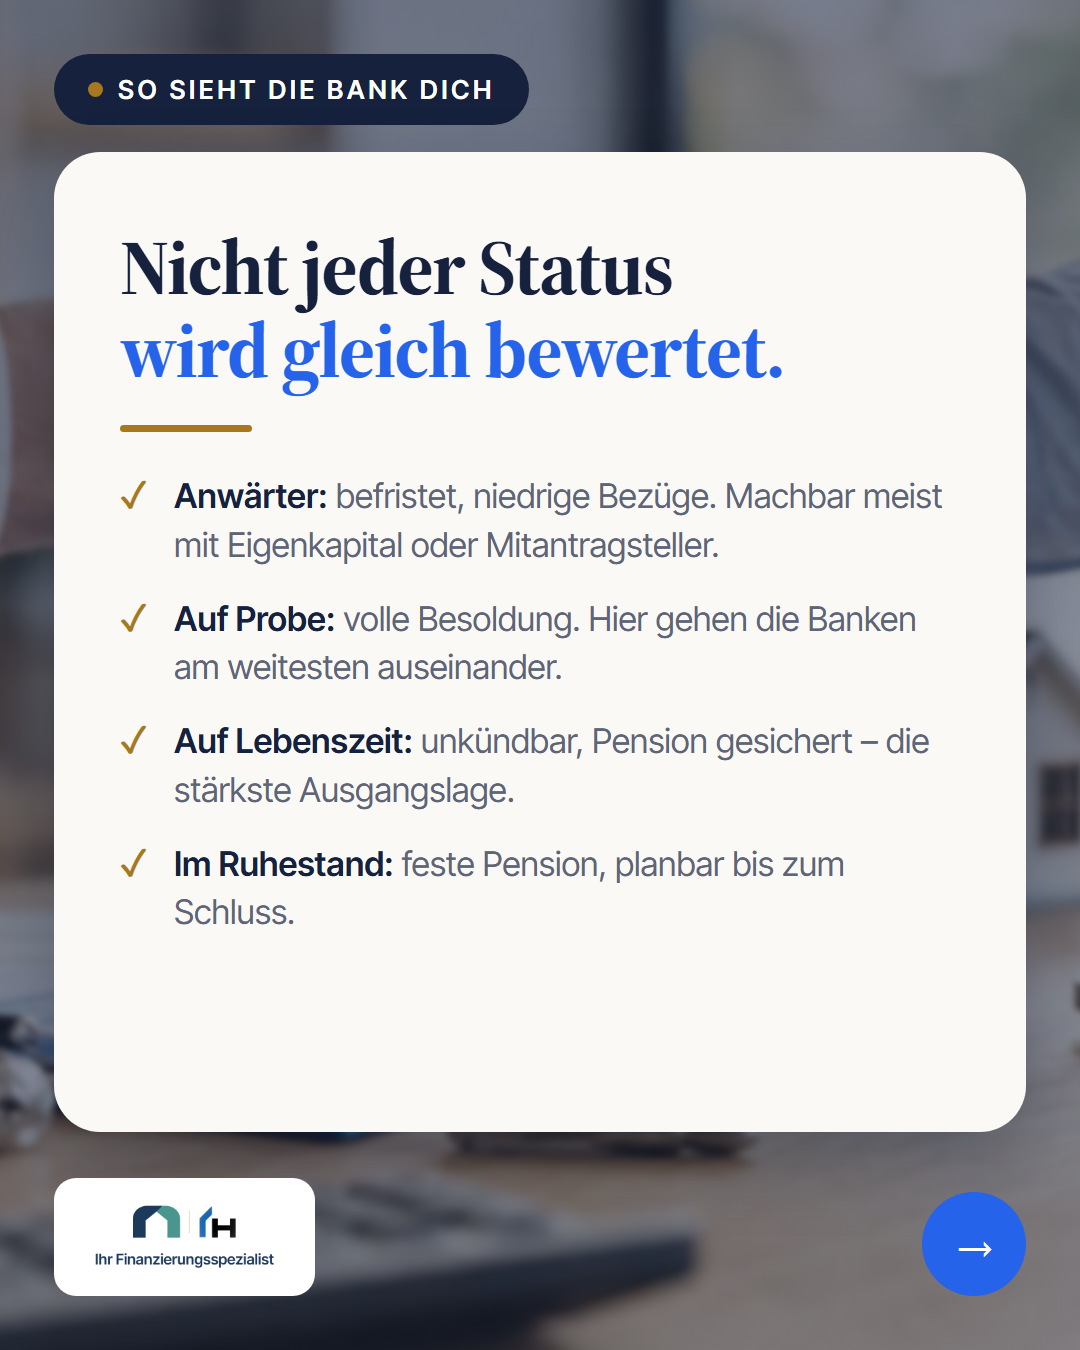 SO SIEHT DIE BANK DICH
Nicht jeder Status
wird gleich bewertet.
✓ Anwärter: befristet, niedrige Bezüge. Machbar meist
mit Eigenkapital oder Mitantragsteller.
✓ Auf Probe: volle Besoldung. Hier gehen die Banken
am weitesten auseinander.
✓ Auf Lebenszeit: unkündbar, Pension gesichert – die
stärkste Ausgangslage.
✓ Im Ruhestand: feste Pension, planbar bis zum
Schluss.
Ihr Finanzierungsspezialist
→